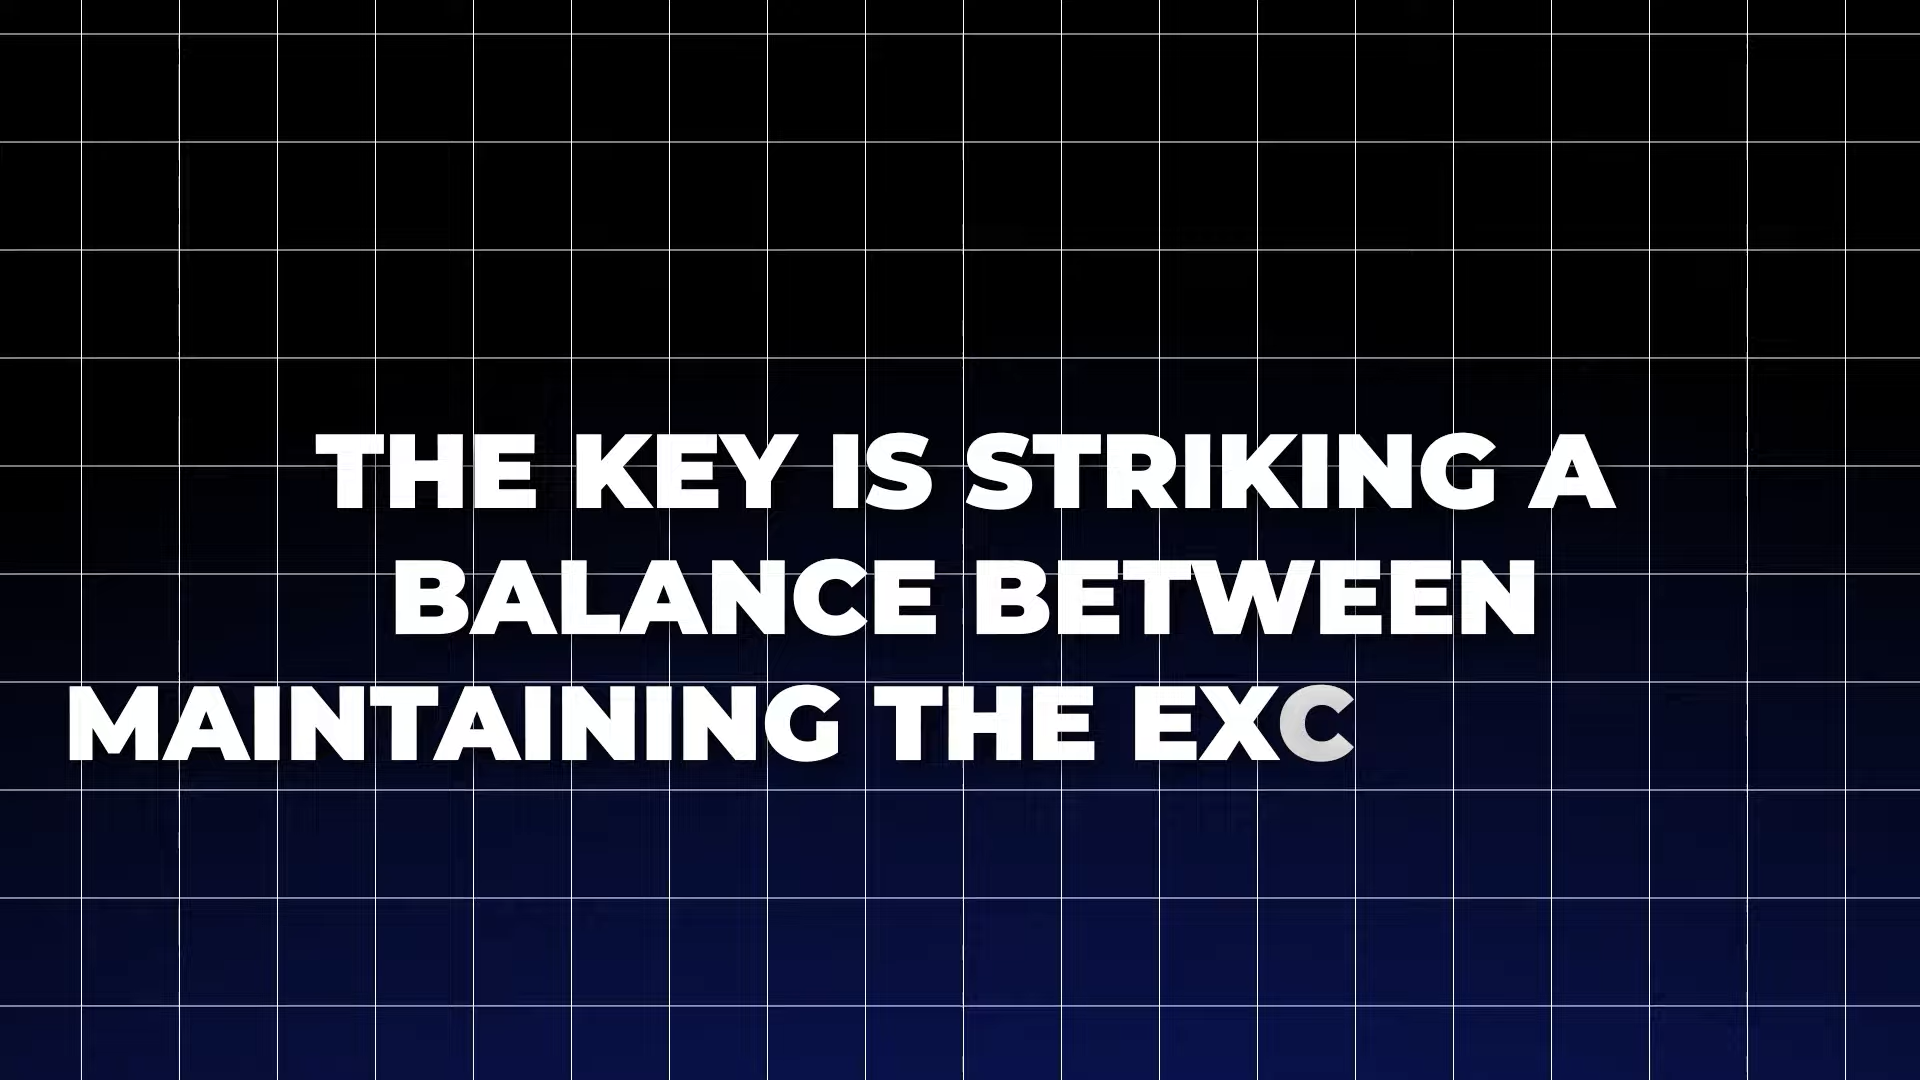 THE KEY IS STRIKING A
BALANCE BETWEEN
MAINTAINING THE EXC